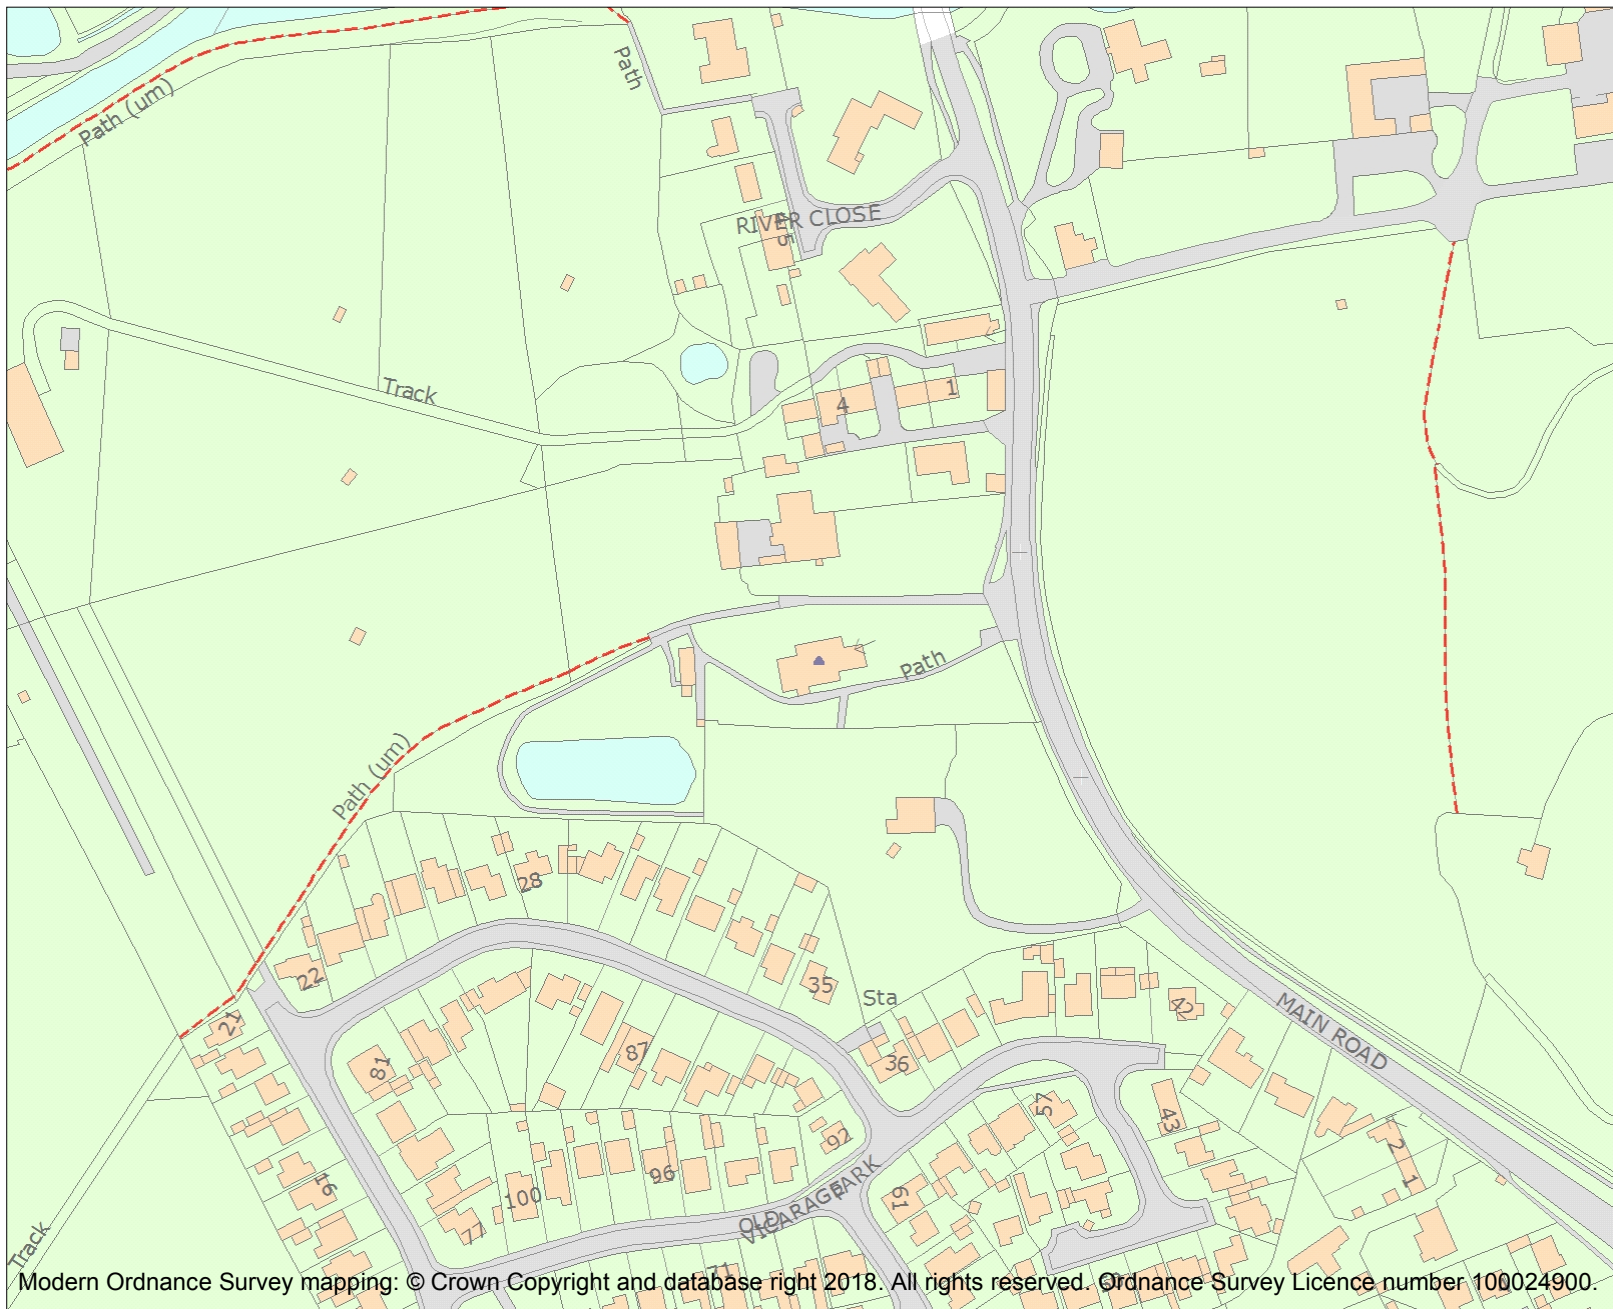 Path
Path (um)
RIVER CLOSE
5
Track
1
4
Path
Path (um)
28
22
35
Sta
21
42
MAIN ROAD
87
36
81
57
43
92
2
1
96
16
100
61
OLD
VICARAGE
PARK
77
Track
71
Modern Ordnance Survey mapping: © Crown Copyright and database right 2018. All rights reserved. Ordnance Survey Licence number 100024900.